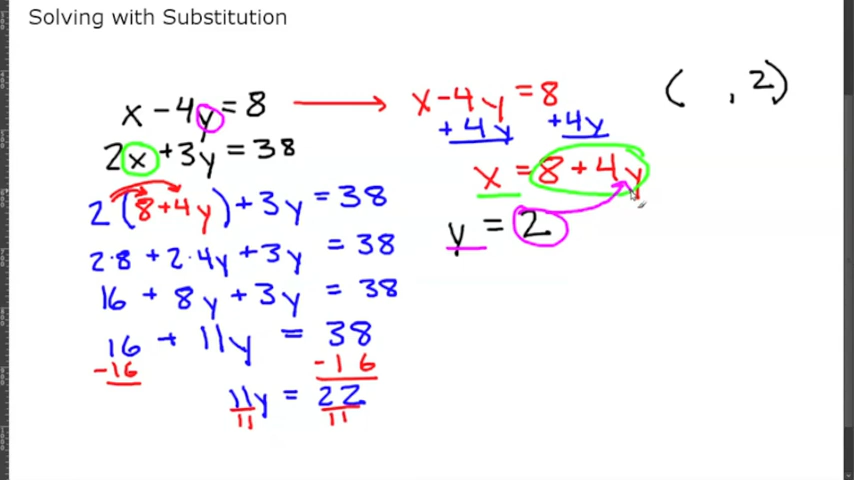 Solving with Substitution
x - 4y = 8
2x + 3y = 38
2(8+4y) + 3y = 38
2·8 + 2·4y + 3y = 38
16 + 8y + 3y = 38
16 + 11y = 38
-16 -16
11y = 22
11 11
x - 4y = 8
+ 4y +4y
x = 8 + 4y
y = 2
( , 2)